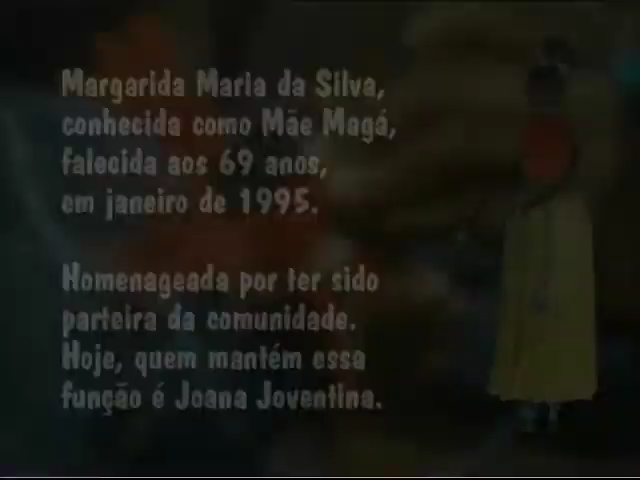 Margarida Maria da Silva,
conhecida como Mãe Magá,
falecida aos 69 anos,
em janeiro de 1995.
Homenageada por ter sido
parteira da comunidade.
Hoje, quem mantém essa
função é Joana Joventina.